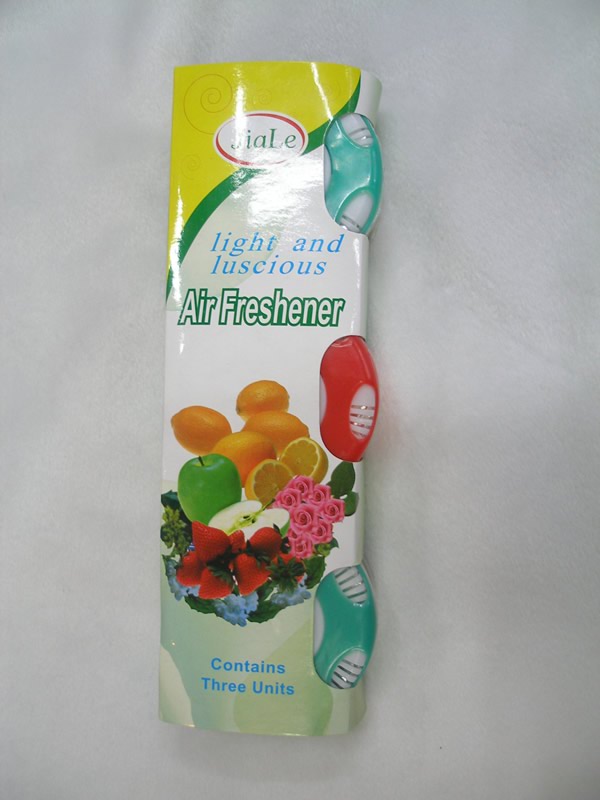 JiaLe
light and
luscious
Air Freshener
Contains
Three Units